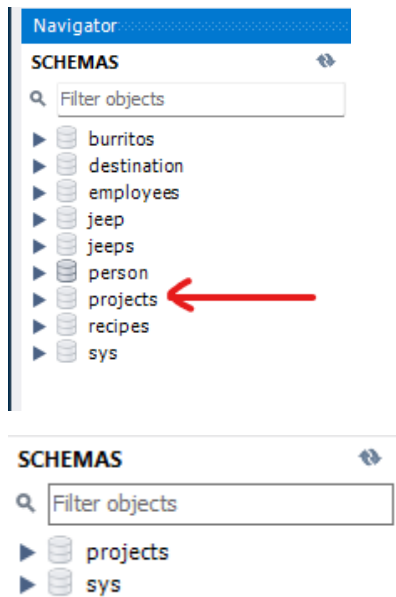 Navigator
SCHEMAS
Filter objects
burritos
destination
employees
jeep
jeeps
person
projects
recipes
sys
SCHEMAS
Filter objects
projects
sys